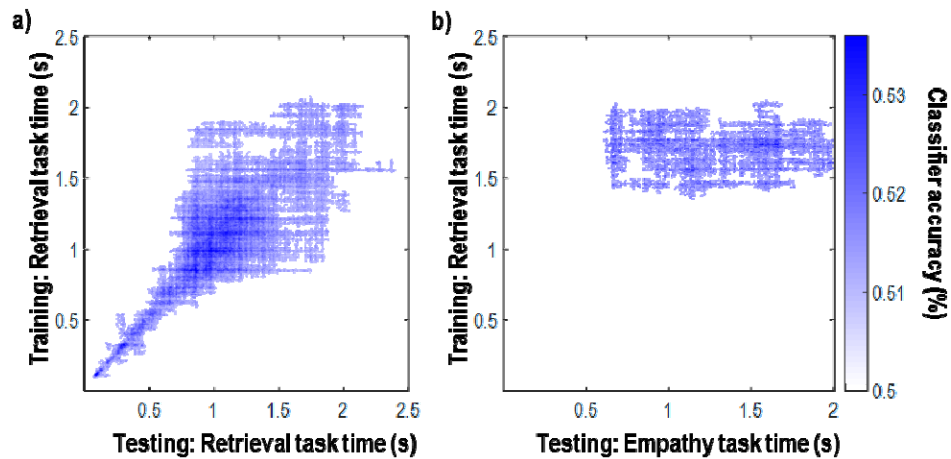 a)
2.5
2
1.5
1
0.5
Training: Retrieval task time (s)
0.5 1 1.5 2 2.5
Testing: Retrieval task time (s)
b)
2.5
2
1.5
1
0.5
Training: Retrieval task time (s)
0.5 1 1.5 2
Testing: Empathy task time (s)
0.53
0.52
0.51
0.5
Classifier accuracy (%)